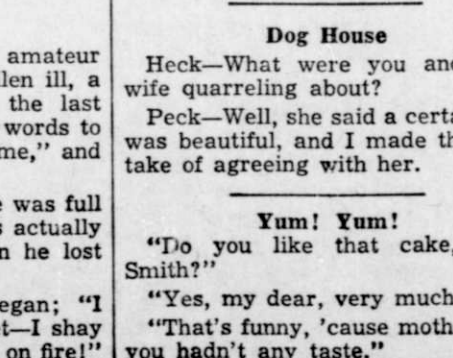 amateur
len ill, a
the last
words to
me," and
was full
actually
n he lost
egan; "I
t—I shay
on fire!"
Dog House
Heck—What were you an
wife quarreling about?
Peck—Well, she said a certa
was beautiful, and I made th
take of agreeing with her.
Yum! Yum!
"Do you like that cake,
Smith?"
"Yes, my dear, very much
"That's funny, 'cause moth
you hadn't any taste."